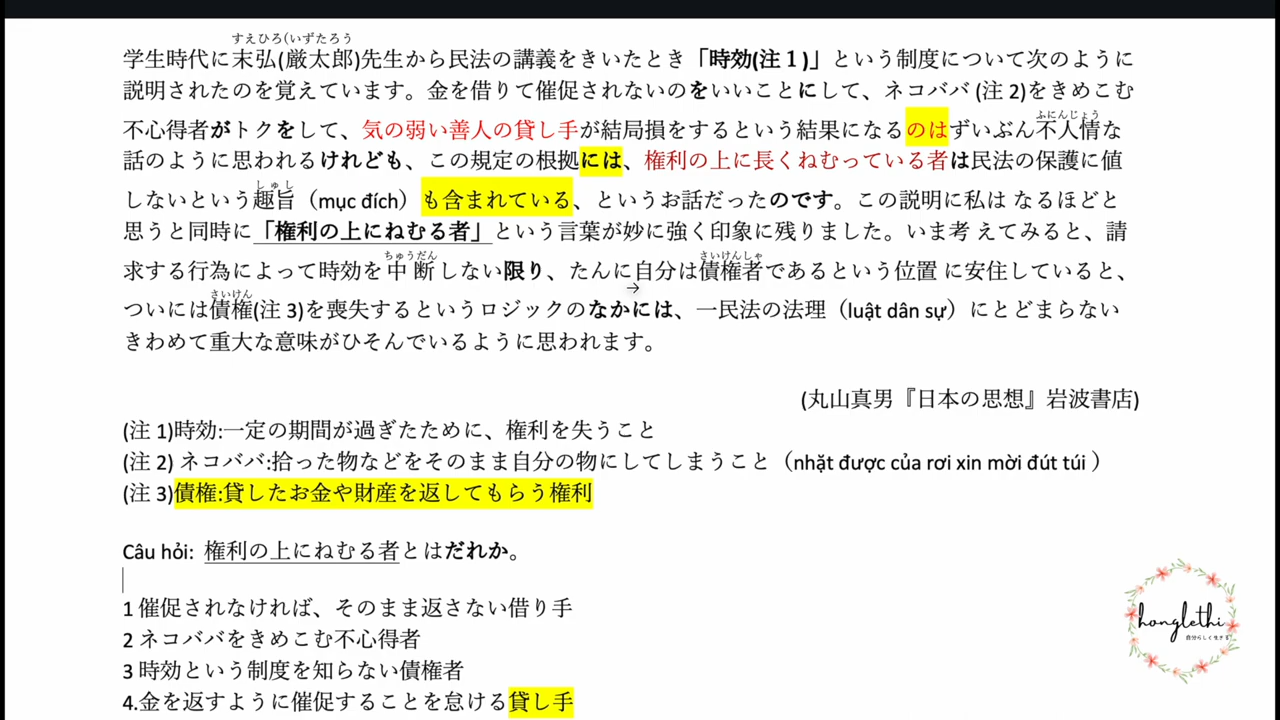 すえひろ(いずたろう
学生時代に末弘(厳太郎)先生から民法の講義をきいたとき「時効(注１)」という制度について次のように
説明されたのを覚えています。金を借りて催促されないのをいいことにして、ネコババ (注 2)をきめこむ
ふにんじょう
不心得者がトクをして、気の弱い善人の貸し手が結局損をするという結果になるのはずいぶん不人情な
話のように思われるけれども、この規定の根拠には、権利の上に長くねむっている者は民法の保護に値
しゅし
しないという趣旨（mục đích）も含まれている、というお話だったのです。この説明に私は なるほどと
思うと同時に「権利の上にねむる者」という言葉が妙に強く印象に残りました。いま考 えてみると、請
ちゅうだん さいけんしゃ
求する行為によって時効を中断しない限り、たんに自分は債権者であるという位置 に安住していると、
さいけん
ついには債権(注 3)を喪失するというロジックのなかには、一民法の法理（luật dân sự）にとどまらない
きわめて重大な意味がひそんでいるように思われます。
(丸山真男『日本の思想』岩波書店)
(注 1)時効:一定の期間が過ぎたために、権利を失うこと
(注 2) ネコババ:拾った物などをそのまま自分の物にしてしまうこと（nhặt được của rơi xin mời đút túi ）
(注 3)債権:貸したお金や財産を返してもらう権利
Câu hỏi: 権利の上にねむる者とはだれか。
1 催促されなければ、そのまま返さない借り手
2 ネコババをきめこむ不心得者
3 時効という制度を知らない債権者
4.金を返すように催促することを怠ける貸し手
honglethi
自分らしく生きる